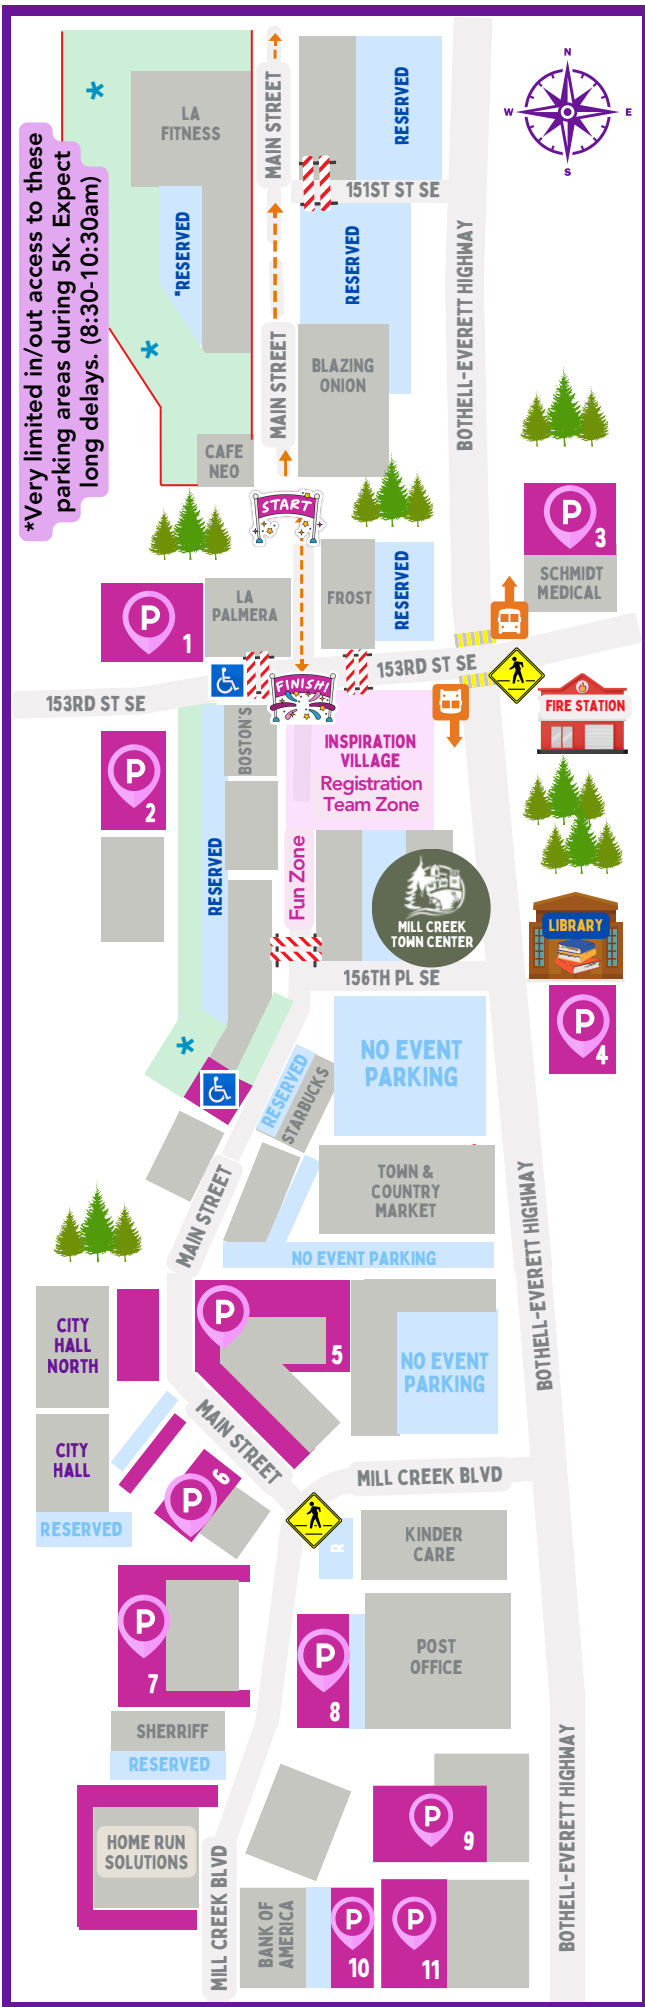 N
W
E
S
*Very limited in/out access to these
parking areas during 5K. Expect
long delays. (8:30-10:30am)
*
LA
FITNESS
MAIN STREET
RESERVED
151ST ST SE
*RESERVED
RESERVED
BOTHELL-EVERETT HIGHWAY
*
MAIN STREET
BLAZING
ONION
CAFE
NEO
START
P
3
SCHMIDT
MEDICAL
P
1
LA
PALMERA
FROST
RESERVED
153RD ST SE
153RD ST SE
FINISH!
FIRE STATION
BOSTON'S
INSPIRATION
VILLAGE
Registration
Team Zone
P
2
RESERVED
Fun Zone
MILL CREEK
TOWN CENTER
LIBRARY
156TH PL SE
P
4
*
NO EVENT
PARKING
RESERVED
STARBUCKS
MAIN STREET
TOWN &
COUNTRY
MARKET
NO EVENT PARKING
BOTHELL-EVERETT HIGHWAY
CITY
HALL
NORTH
P
5
NO EVENT
PARKING
MAIN STREET
CITY
HALL
RESERVED
P
6
MILL CREEK BLVD
R
KINDER
CARE
P
7
P
8
POST
OFFICE
SHERRIFF
RESERVED
P
9
HOME RUN
SOLUTIONS
MILL CREEK BLVD
BANK OF
AMERICA
P
10
P
11
BOTHELL-EVERETT HIGHWAY